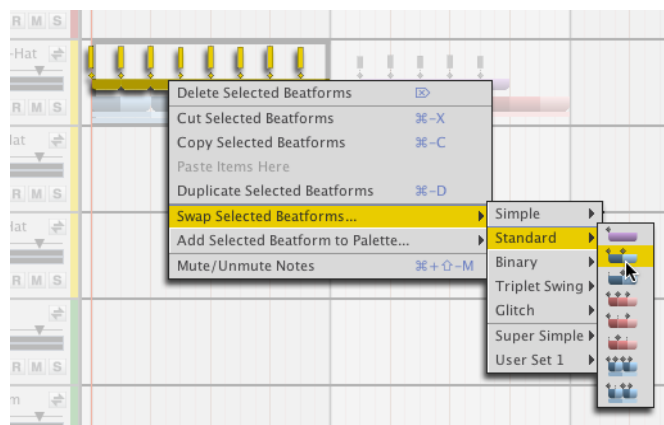 R M S
-Hat
R M S
Hat
R M S
Hat
R M S
R M S
m
Delete Selected Beatforms ⌦
Cut Selected Beatforms ⌘-X
Copy Selected Beatforms ⌘-C
Paste Items Here
Duplicate Selected Beatforms ⌘-D
Swap Selected Beatforms...
Add Selected Beatform to Palette...
Mute/Unmute Notes ⌘+⇧-M
Simple
Standard
Binary
Triplet Swing
Glitch
Super Simple
User Set 1